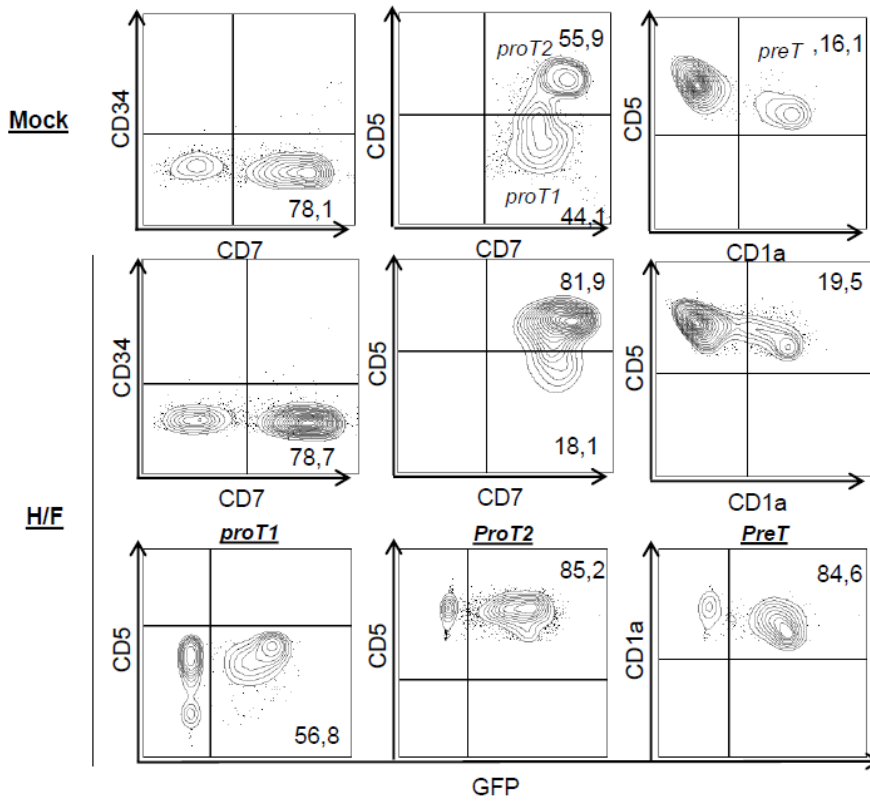 Mock
CD34
78,1
CD7
CD5
proT2
55,9
proT1
44,1
CD7
CD5
preT
,16,1
CD1a
H/F
CD34
78,7
CD7
CD5
81,9
18,1
CD7
CD5
19,5
CD1a
proT1
CD5
56,8
ProT2
CD5
85,2
PreT
CD1a
84,6
GFP